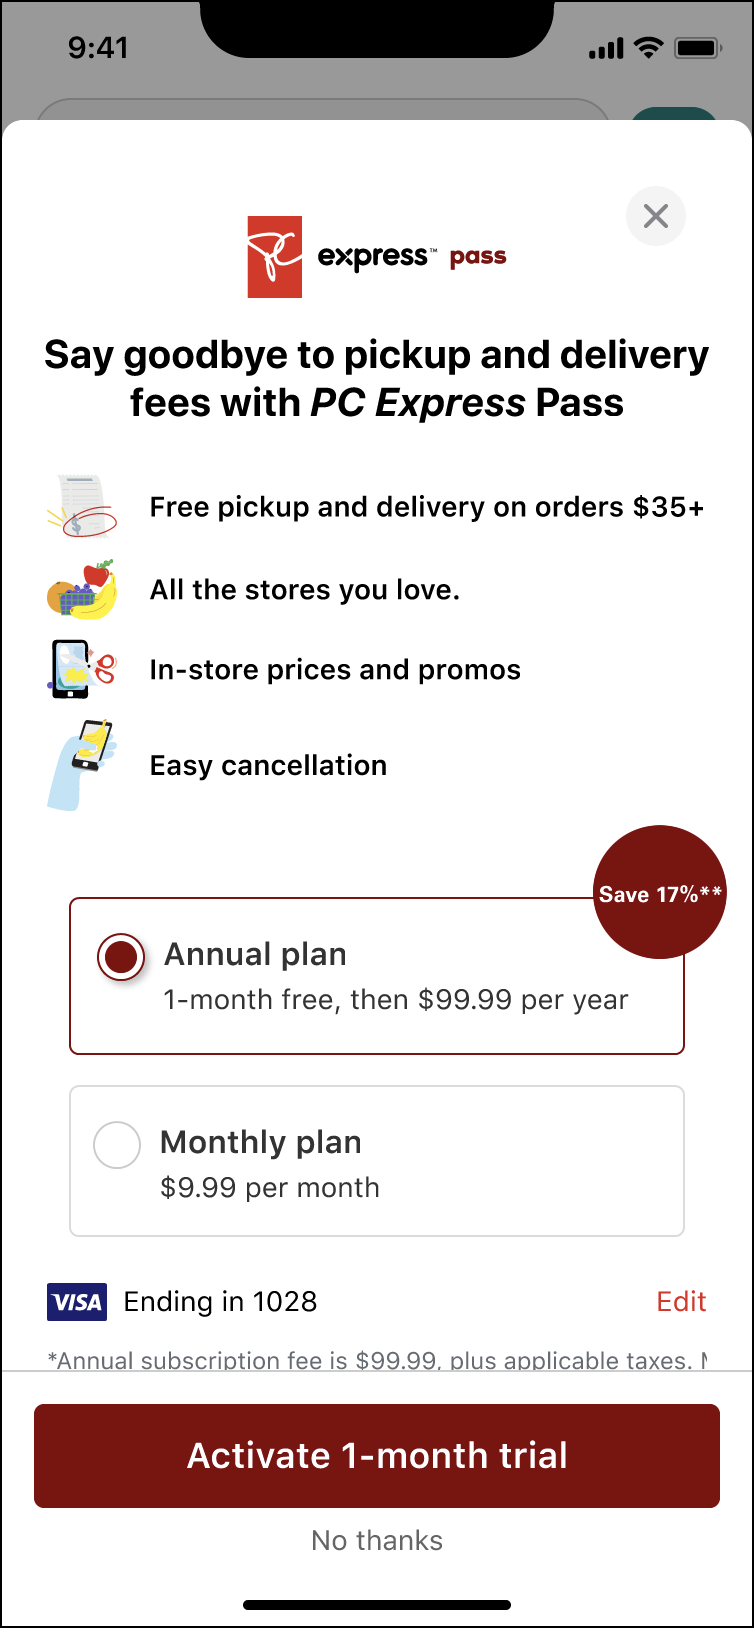 9:41
express™ pass
Say goodbye to pickup and delivery
fees with PC Express Pass
Free pickup and delivery on orders $35+
All the stores you love.
In-store prices and promos
Easy cancellation
Save 17%**
Annual plan
1-month free, then $99.99 per year
Monthly plan
$9.99 per month
VISA Ending in 1028 Edit
*Annual subscription fee is $99.99, plus applicable taxes.
Activate 1-month trial
No thanks